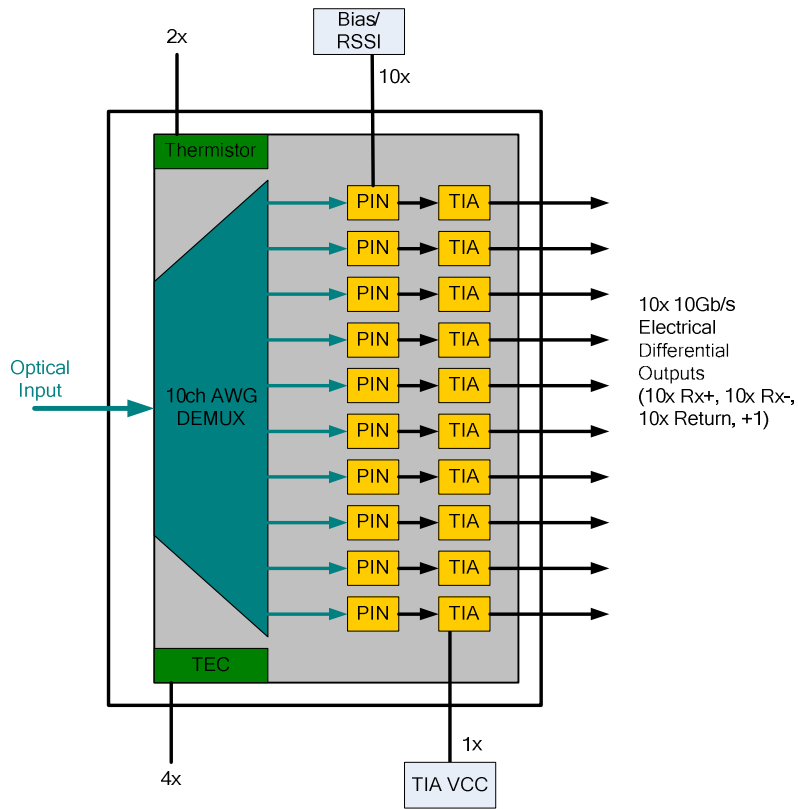 Bias/
RSSI
2x
10x
Thermistor
PIN
TIA
PIN
TIA
PIN
TIA
PIN
TIA
PIN
TIA
PIN
TIA
PIN
TIA
PIN
TIA
PIN
TIA
PIN
TIA
Optical
Input
10ch AWG
DEMUX
10x 10Gb/s
Electrical
Differential
Outputs
(10x Rx+, 10x Rx-,
10x Return, +1)
TEC
4x
1x
TIA VCC